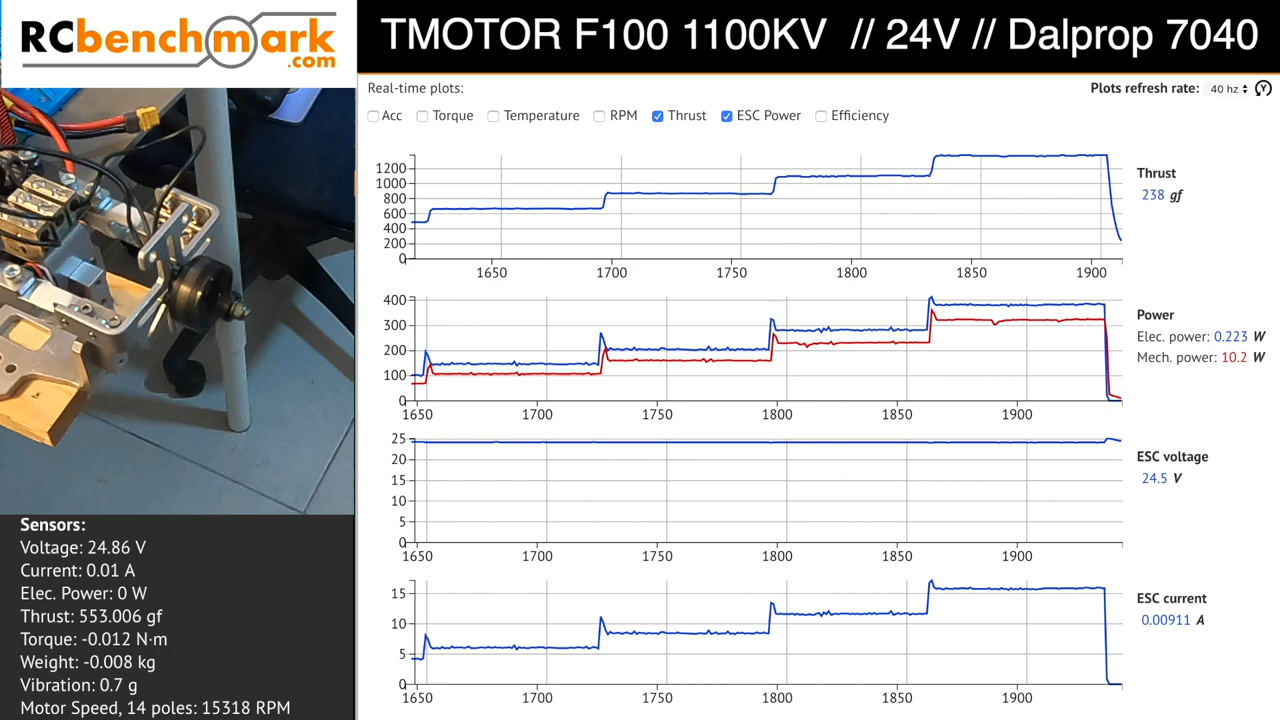 RCbenchmark
.com
TMOTOR F100 1100KV // 24V // Dalprop 7040
Real-time plots:
Plots refresh rate: 40 hz
Acc Torque Temperature RPM Thrust ESC Power Efficiency
1200
1000
800
600
400
200
0
1650 1700 1750 1800 1850 1900
Thrust
238 gf
400
300
200
100
1650 1700 1750 1800 1850 1900
Power
Elec. power: 0.223 W
Mech. power: 10.2 W
25
20
15
10
5
0
1650 1700 1750 1800 1850 1900
ESC voltage
24.5 V
15
10
5
0
1650 1700 1750 1800 1850 1900
ESC current
0.00911 A
Sensors:
Voltage: 24.86 V
Current: 0.01 A
Elec. Power: 0 W
Thrust: 553.006 gf
Torque: -0.012 N·m
Weight: -0.008 kg
Vibration: 0.7 g
Motor Speed, 14 poles: 15318 RPM